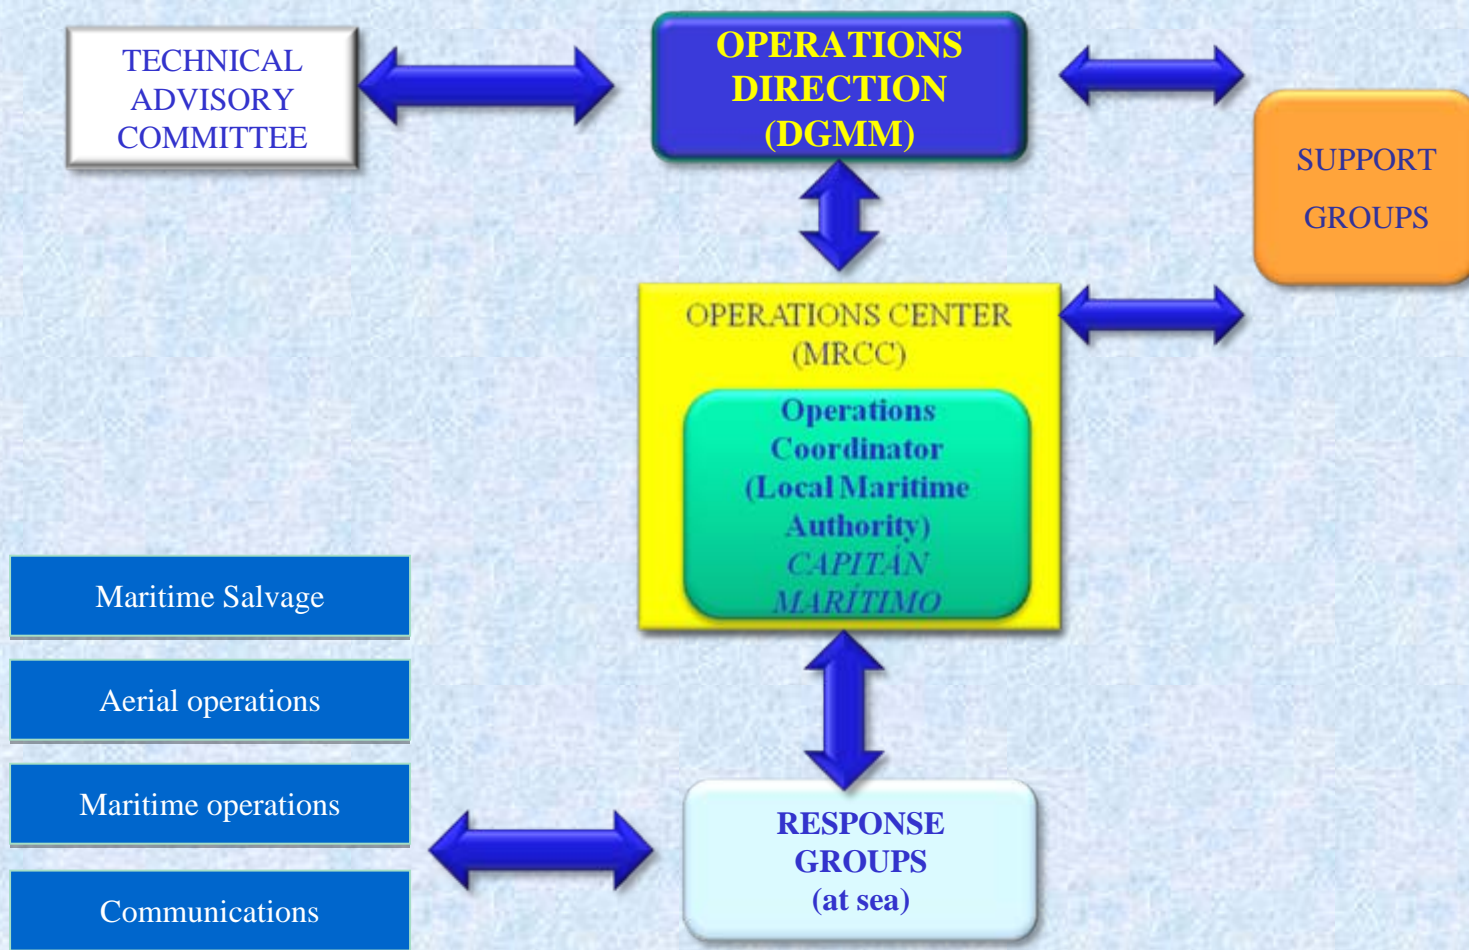 TECHNICAL
ADVISORY
COMMITTEE
OPERATIONS
DIRECTION
(DGMM)
SUPPORT
GROUPS
OPERATIONS CENTER
(MRCC)
Operations
Coordinator
(Local Maritime
Authority)
CAPITÁN
MARÍTIMO
Maritime Salvage
Aerial operations
Maritime operations
Communications
RESPONSE
GROUPS
(at sea)